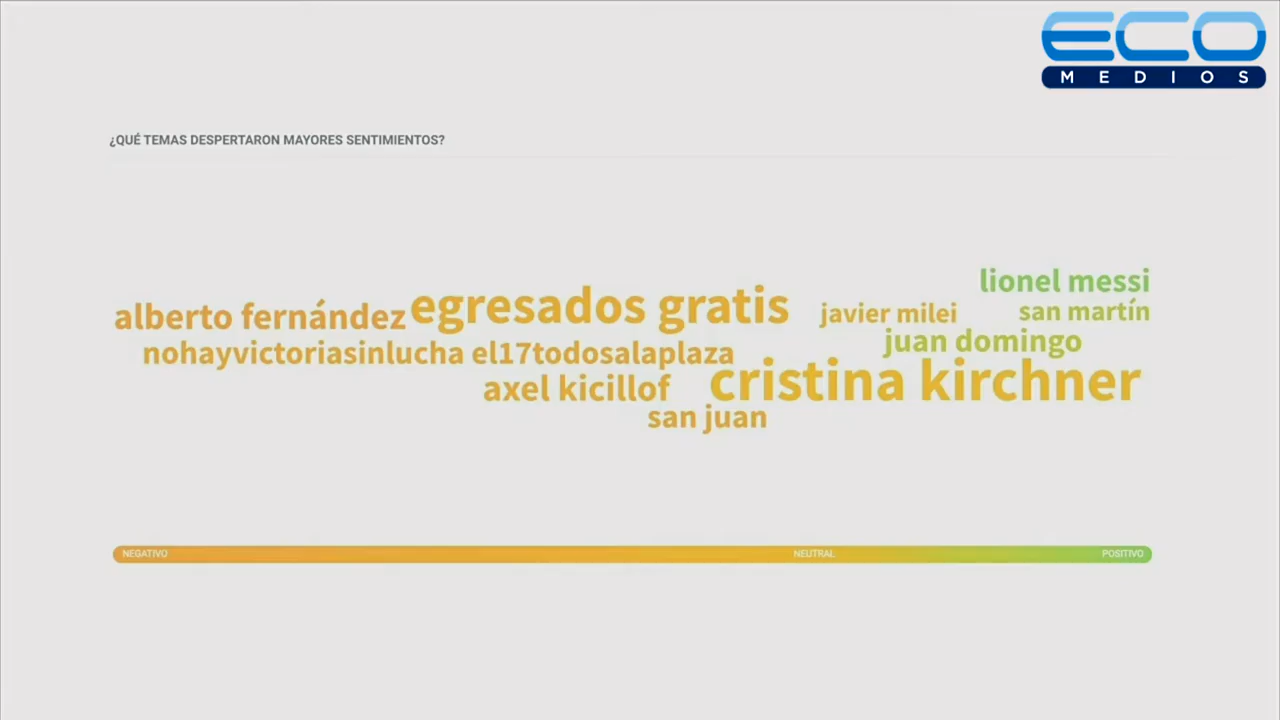 ECO
MEDIOS
¿QUÉ TEMAS DESPERTARON MAYORES SENTIMIENTOS?
lionel messi
alberto fernández egresados gratis javier milei san martín
nohayvictoriasinlucha el17todosalaplaza juan domingo
axel kicillof cristina kirchner
san juan
NEGATIVO NEUTRAL POSITIVO